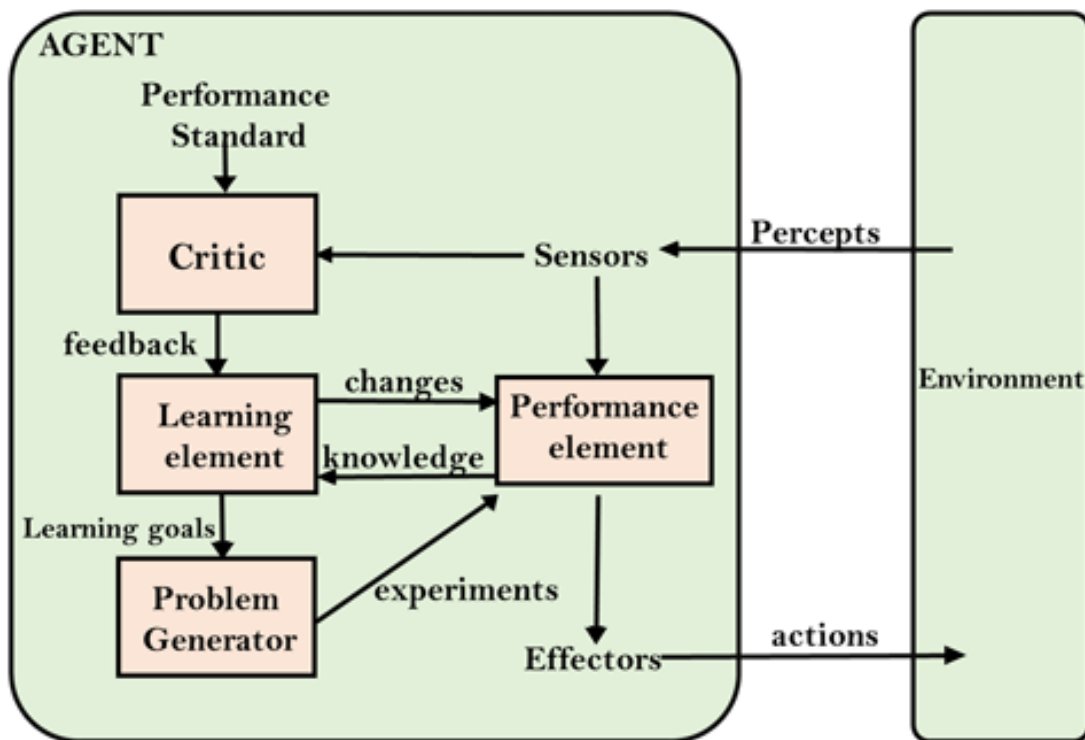 AGENT
Performance
Standard
Critic
Sensors
Percepts
feedback
changes
Environment
Learning
element
Performance
element
knowledge
Learning goals
Problem
Generator
experiments
Effectors
actions